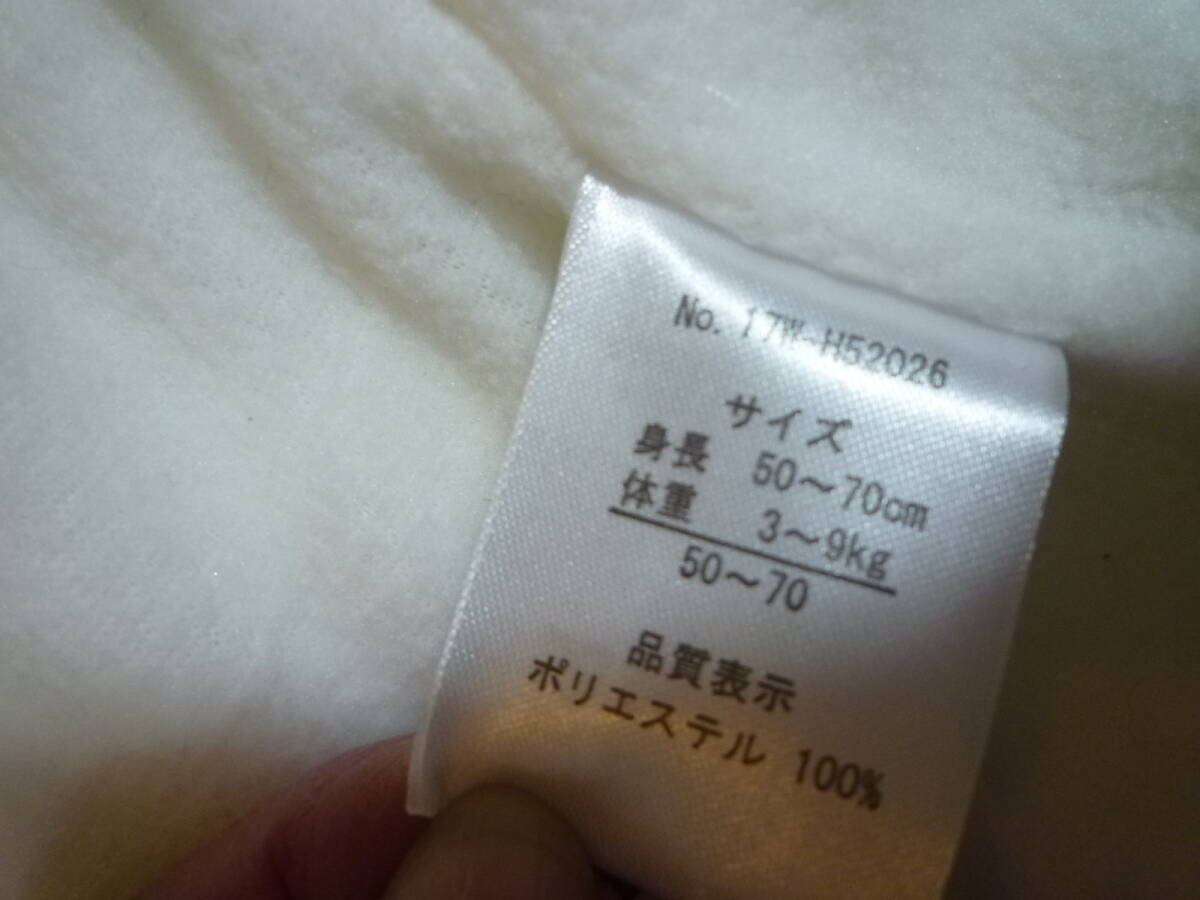 No. 17W-H52026
サイズ
身長 50～70cm
体重 3～9kg
50～70
品質表示
ポリエステル 100%